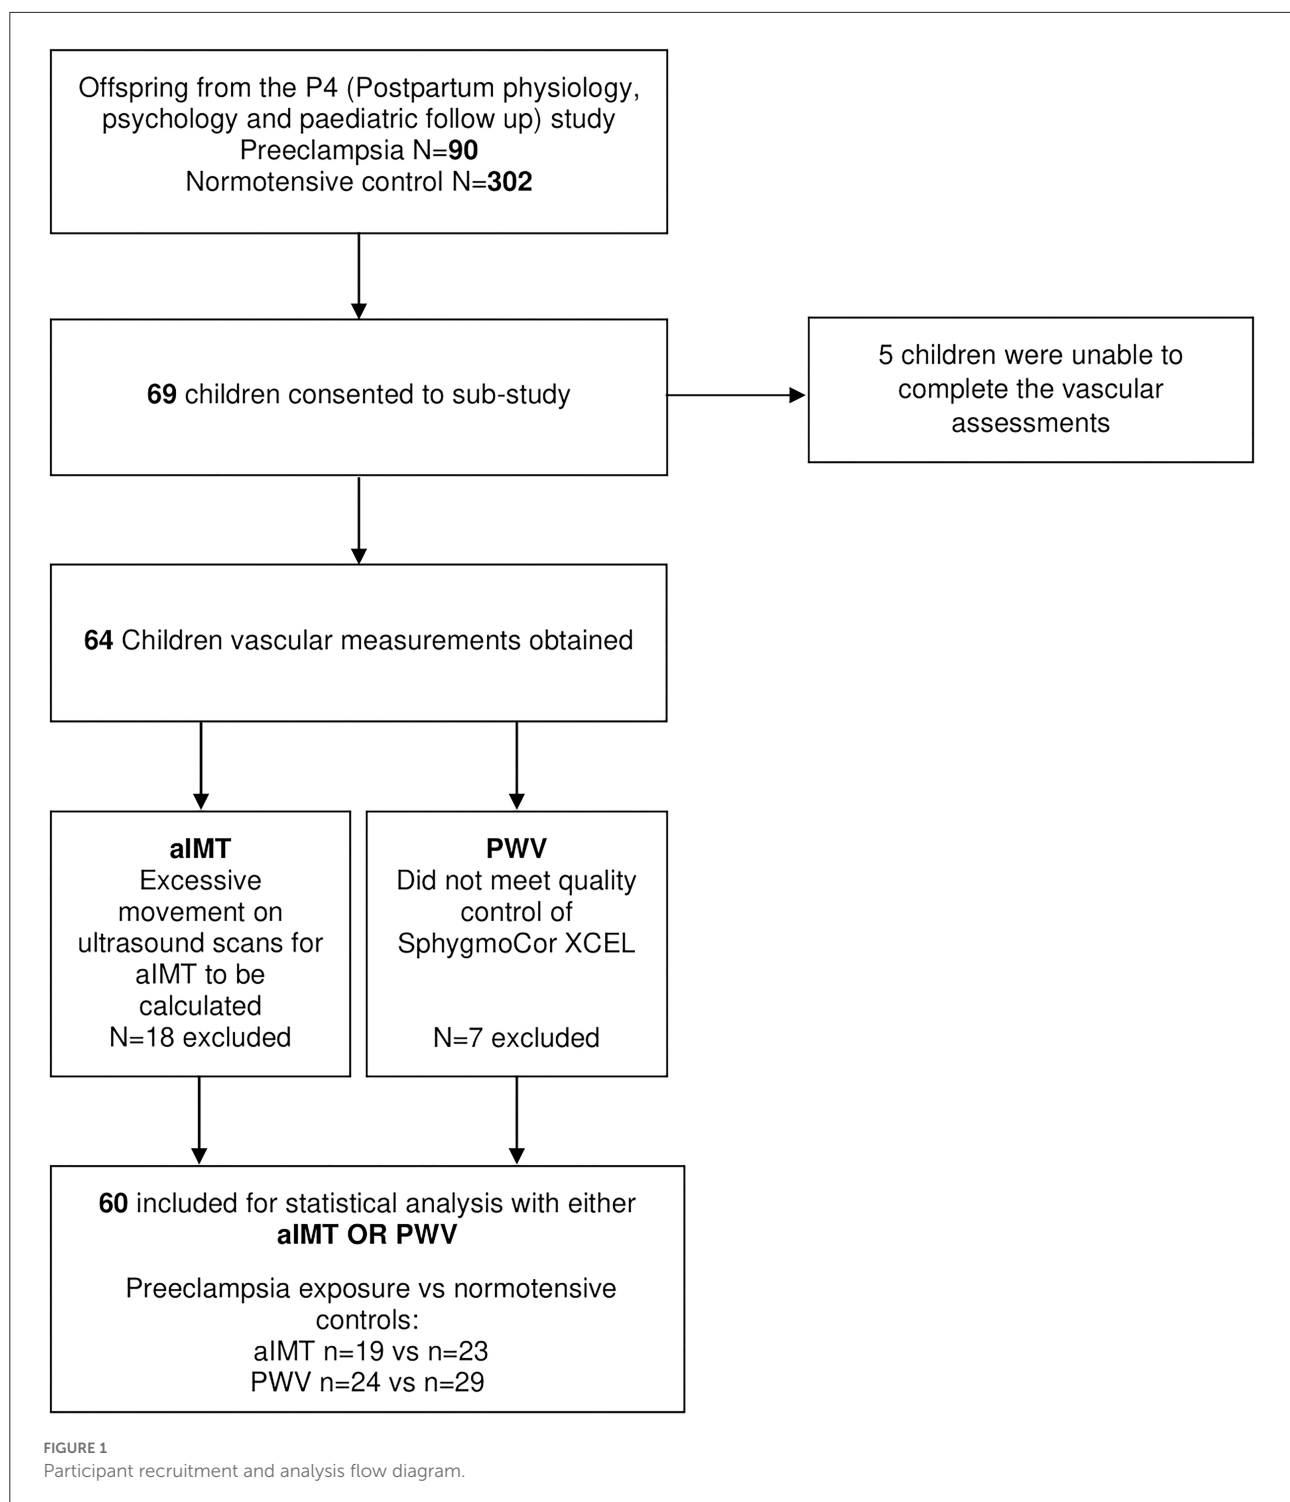 Offspring from the P4 (Postpartum physiology,
psychology and paediatric follow up) study
Preeclampsia N=90
Normotensive control N=302
69 children consented to sub-study
5 children were unable to
complete the vascular
assessments
64 Children vascular measurements obtained
aIMT
Excessive
movement on
ultrasound scans for
aIMT to be
calculated
N=18 excluded
PWV
Did not meet quality
control of
SphygmoCor XCEL
N=7 excluded
60 included for statistical analysis with either
aIMT OR PWV
Preeclampsia exposure vs normotensive
controls:
aIMT n=19 vs n=23
PWV n=24 vs n=29
FIGURE 1
Participant recruitment and analysis flow diagram.